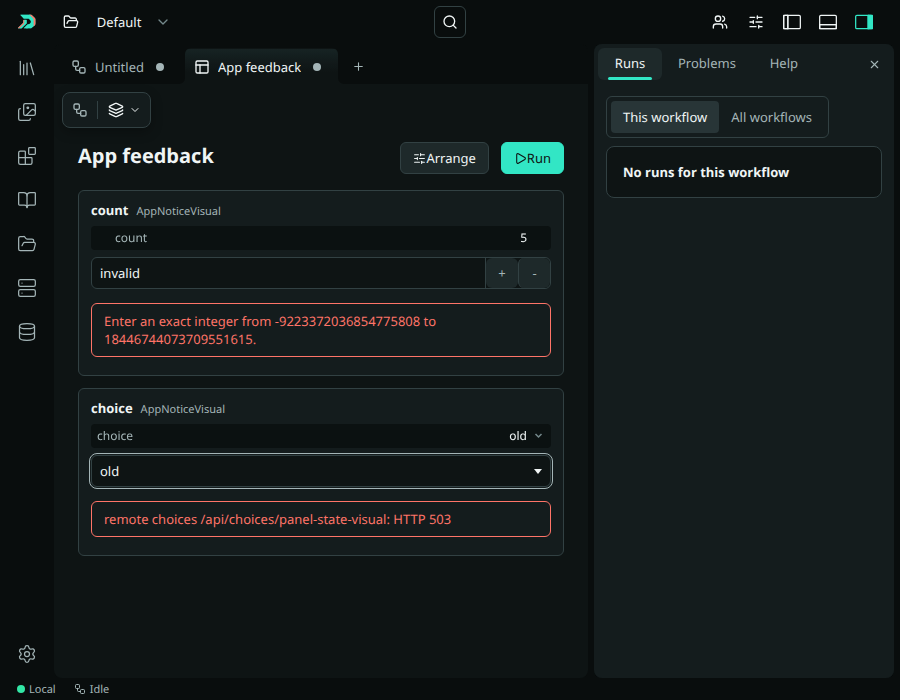 Default
Untitled
App feedback
Runs
Problems
Help
This workflow
All workflows
No runs for this workflow
App feedback
Arrange
Run
count AppNoticeVisual
count 5
invalid + -
Enter an exact integer from -9223372036854775808 to
18446744073709551615.
choice AppNoticeVisual
choice old
old
remote choices /api/choices/panel-state-visual: HTTP 503
Local
Idle